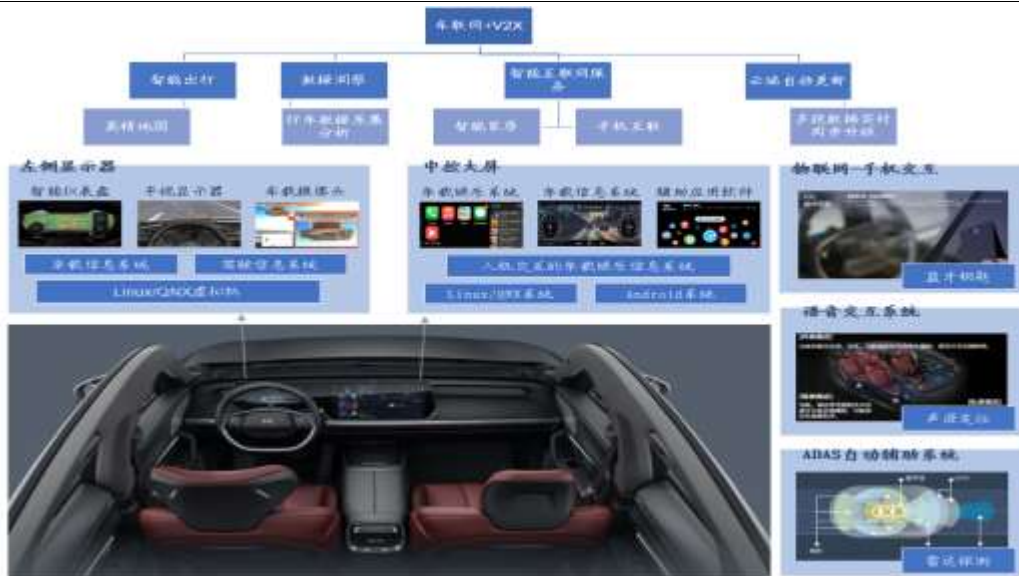 车联网+V2X
智能出行
数据洞察
智能互联网服务
云端自动更新
高精地图
行车数据采集分析
智能家居
手机互联
多段数据实时同步升级
左侧显示器
中控大屏
物联网-手机交互
智能仪表盘
平视显示器
车载摄像头
车载娱乐系统
车载信息系统
辅助应用软件
车载信息系统
驾驶信息系统
人机交互的车载娱乐信息系统
Linux/QNX虚拟机
Linux/QNX系统
Android系统
蓝牙钥匙
语音交互系统
声源定位
ADAS自动辅助系统
雷达探测